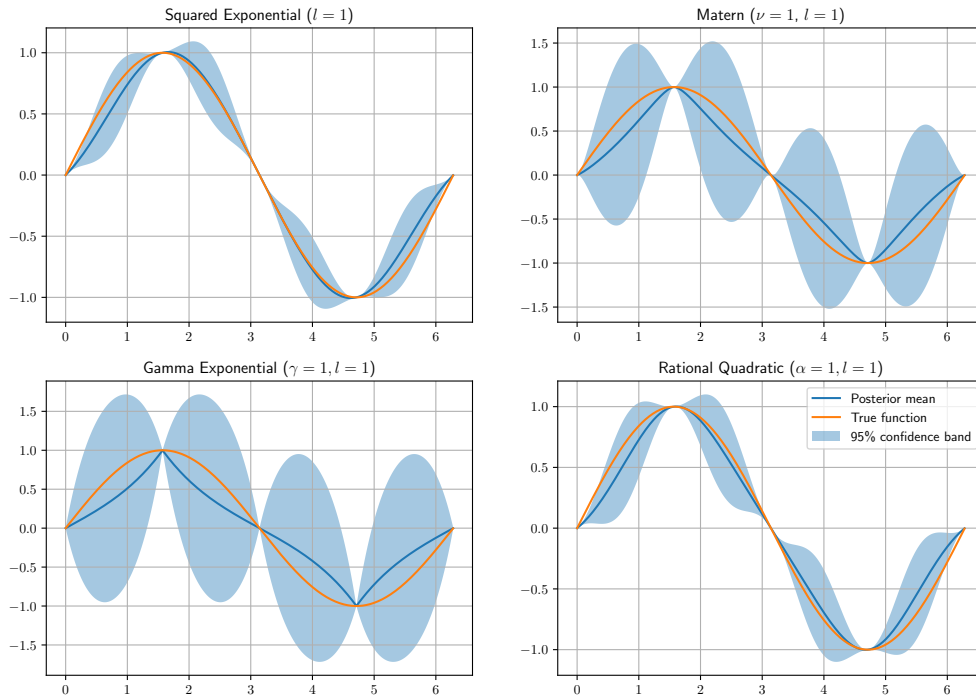 Squared Exponential (l = 1)
1.0
0.5
0.0
−0.5
−1.0
0 1 2 3 4 5 6
Matern (ν = 1, l = 1)
1.5
1.0
0.5
0.0
−0.5
−1.0
−1.5
0 1 2 3 4 5 6
Gamma Exponential (γ = 1, l = 1)
1.5
1.0
0.5
0.0
−0.5
−1.0
−1.5
0 1 2 3 4 5 6
Rational Quadratic (α = 1, l = 1)
Posterior mean
True function
95% confidence band
1.0
0.5
0.0
−0.5
−1.0
0 1 2 3 4 5 6